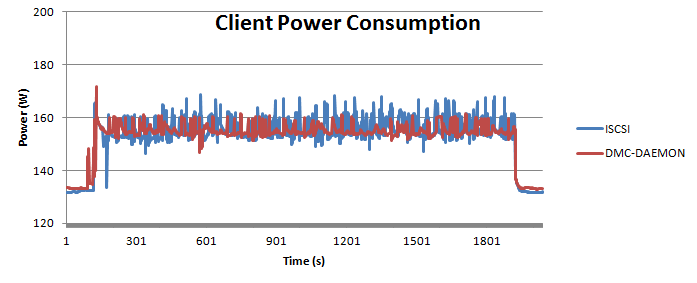 Client Power Consumption
200
180
160
140
120
Power (W)
1 301 601 901 1201 1501 1801
Time (s)
ISCSI
DMC-DAEMON